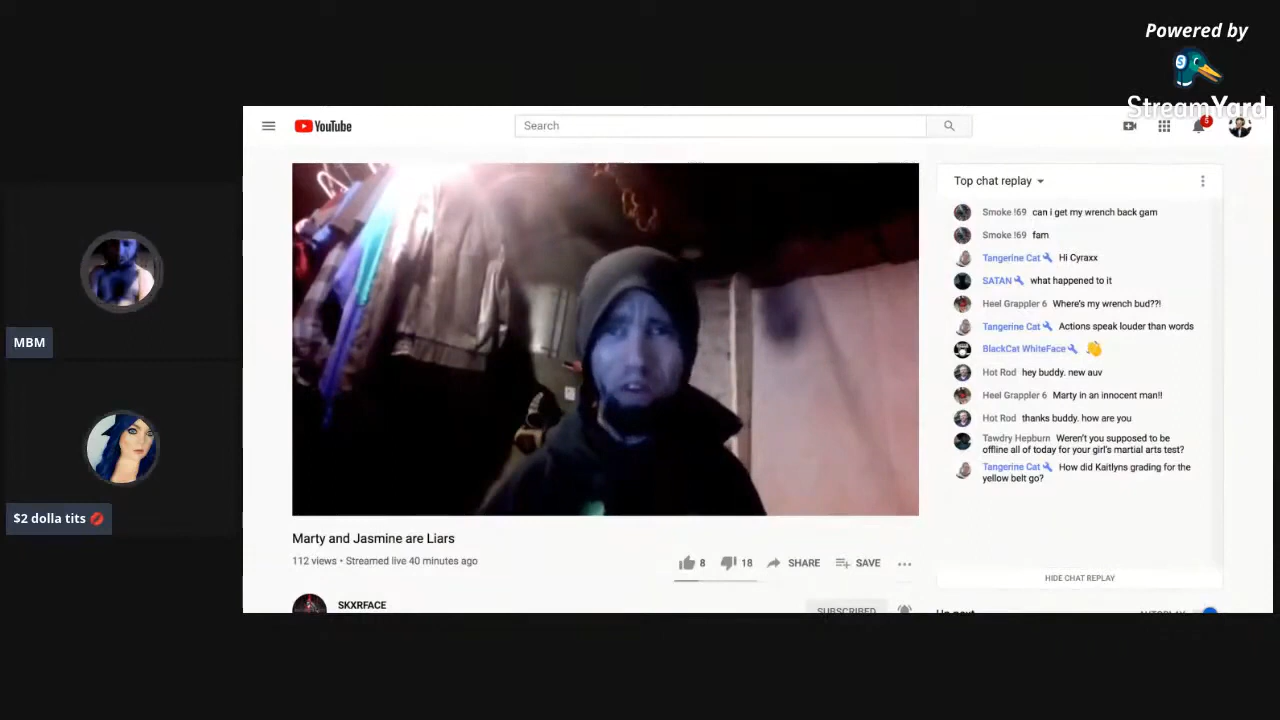 Powered by
StreamYard
YouTube
Search
5
MBM
$2 dolla tits 💋
Top chat replay
Smoke !69 can i get my wrench back gam
Smoke !69 fam
Tangerine Cat Hi Cyraxx
SATAN what happened to it
Heel Grappler 6 Where's my wrench bud??!
Tangerine Cat Actions speak louder than words
BlackCat WhiteFace 👏
Hot Rod hey buddy. new auv
Heel Grappler 6 Marty in an innocent man!!
Hot Rod thanks buddy. how are you
Tawdry Hepburn Weren't you supposed to be
offline all of today for your girl's martial arts test?
Tangerine Cat How did Kaitlyns grading for the
yellow belt go?
HIDE CHAT REPLAY
Marty and Jasmine are Liars
112 views • Streamed live 40 minutes ago
8 18 SHARE SAVE
SKXRFACE
SUBSCRIBED
Up next
AUTOPLAY